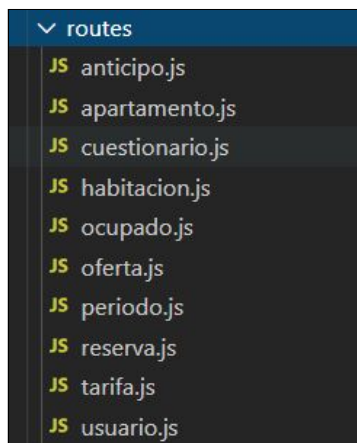 routes
JS anticipo.js
JS apartamento.js
JS cuestionario.js
JS habitacion.js
JS ocupado.js
JS oferta.js
JS periodo.js
JS reserva.js
JS tarifa.js
JS usuario.js